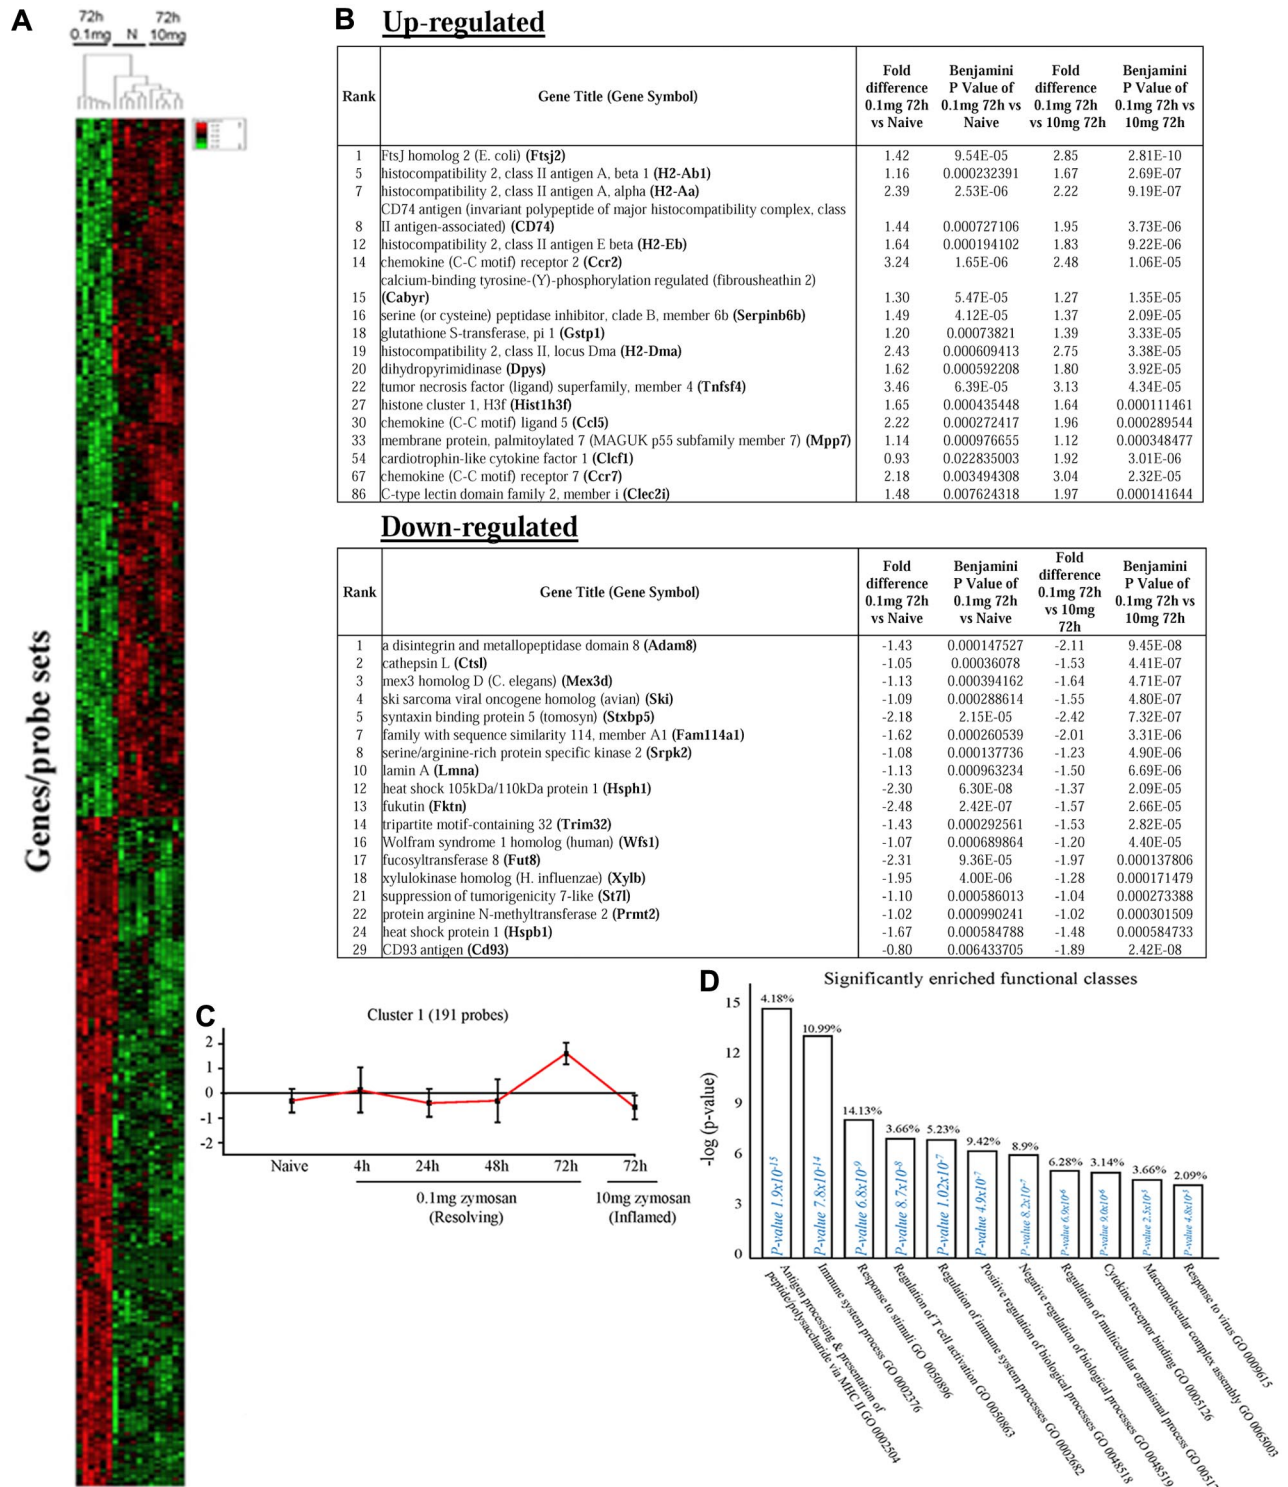 A
72h
0.1mg
N
72h
10mg
Genes/probe sets
B
Up-regulated
Rank
Gene Title (Gene Symbol)
Fold difference 0.1mg 72h vs Naive
Benjamini P Value of 0.1mg 72h vs Naive
Fold difference 0.1mg 72h vs 10mg 72h
Benjamini P Value of 0.1mg 72h vs 10mg 72h
1 FtsJ homolog 2 (E. coli) (Ftsj2) 1.42 9.54E-05 2.85 2.81E-10
5 histocompatibility 2, class II antigen A, beta 1 (H2-Ab1) 1.16 0.000232391 1.67 2.69E-07
7 histocompatibility 2, class II antigen A, alpha (H2-Aa) 2.39 2.53E-06 2.22 9.19E-07
CD74 antigen (invariant polypeptide of major histocompatibility complex, class
8 II antigen-associated) (CD74) 1.44 0.000727106 1.95 3.73E-06
12 histocompatibility 2, class II antigen E beta (H2-Eb) 1.64 0.000194102 1.83 9.22E-06
14 chemokine (C-C motif) receptor 2 (Ccr2) 3.24 1.65E-06 2.48 1.06E-05
calcium-binding tyrosine-(Y)-phosphorylation regulated (fibrousheathin 2)
15 (Cabyr) 1.30 5.47E-05 1.27 1.35E-05
16 serine (or cysteine) peptidase inhibitor, clade B, member 6b (Serpinb6b) 1.49 4.12E-05 1.37 2.09E-05
18 glutathione S-transferase, pi 1 (Gstp1) 1.20 0.00073821 1.39 3.33E-05
19 histocompatibility 2, class II, locus Dma (H2-Dma) 2.43 0.000609413 2.75 3.38E-05
20 dihydropyrimidinase (Dpys) 1.62 0.000592208 1.80 3.92E-05
22 tumor necrosis factor (ligand) superfamily, member 4 (Tnfsf4) 3.46 6.39E-05 3.13 4.34E-05
27 histone cluster 1, H3f (Hist1h3f) 1.65 0.000435448 1.64 0.000111461
30 chemokine (C-C motif) ligand 5 (Ccl5) 2.22 0.000272417 1.96 0.000289544
33 membrane protein, palmitoylated 7 (MAGUK p55 subfamily member 7) (Mpp7) 1.14 0.000976655 1.12 0.000348477
54 cardiotrophin-like cytokine factor 1 (Clcf1) 0.93 0.022835003 1.92 3.01E-06
67 chemokine (C-C motif) receptor 7 (Ccr7) 2.18 0.003494308 3.04 2.32E-05
86 C-type lectin domain family 2, member i (Clec2i) 1.48 0.007624318 1.97 0.000141644
Down-regulated
Rank
Gene Title (Gene Symbol)
Fold difference 0.1mg 72h vs Naive
Benjamini P Value of 0.1mg 72h vs Naive
Fold difference 0.1mg 72h vs 10mg 72h
Benjamini P Value of 0.1mg 72h vs 10mg 72h
1 a disintegrin and metallopeptidase domain 8 (Adam8) -1.43 0.000147527 -2.11 9.45E-08
2 cathepsin L (Ctsl) -1.05 0.00036078 -1.53 4.41E-07
3 mex3 homolog D (C. elegans) (Mex3d) -1.13 0.000394162 -1.64 4.71E-07
4 ski sarcoma viral oncogene homolog (avian) (Ski) -1.09 0.000288614 -1.55 4.80E-07
5 syntaxin binding protein 5 (tomosyn) (Stxbp5) -2.18 2.15E-05 -2.42 7.32E-07
7 family with sequence similarity 114, member A1 (Fam114a1) -1.62 0.000260539 -2.01 3.31E-06
8 serine/arginine-rich protein specific kinase 2 (Srpk2) -1.08 0.000137736 -1.23 4.90E-06
10 lamin A (Lmna) -1.13 0.000963234 -1.50 6.69E-06
12 heat shock 105kDa/110kDa protein 1 (Hsph1) -2.30 6.30E-08 -1.37 2.09E-05
13 fukutin (Fktn) -2.48 2.42E-07 -1.57 2.66E-05
14 tripartite motif-containing 32 (Trim32) -1.43 0.000292561 -1.53 2.82E-05
16 Wolfram syndrome 1 homolog (human) (Wfs1) -1.07 0.000689864 -1.20 4.40E-05
17 fucosyltransferase 8 (Fut8) -2.31 9.36E-05 -1.97 0.000137806
18 xylulokinase homolog (H. influenzae) (Xylb) -1.95 4.00E-06 -1.28 0.000171479
21 suppression of tumorigenicity 7-like (St7l) -1.10 0.000586013 -1.04 0.000273388
22 protein arginine N-methyltransferase 2 (Prmt2) -1.02 0.000990241 -1.02 0.000301509
24 heat shock protein 1 (Hspb1) -1.67 0.000584788 -1.48 0.000584733
29 CD93 antigen (Cd93) -0.80 0.006433705 -1.89 2.42E-08
C
Cluster 1 (191 probes)
2
1
0
-1
-2
Naive 4h 24h 48h 72h 72h
0.1mg zymosan
(Resolving)
10mg zymosan
(Inflamed)
D
Significantly enriched functional classes
-log (p-value)
15
12
9
6
3
0
4.18%
10.99%
14.13%
3.66%
5.23%
9.42%
8.9%
6.28%
3.14%
3.66%
2.09%
P-value 1.9x10-15
P-value 7.8x10-14
P-value 6.8x10-9
P-value 8.7x10-8
P-value 1.02x10-7
P-value 4.9x10-7
P-value 8.2x10-7
P-value 6.9x10-6
P-value 9.0x10-6
P-value 2.5x10-5
P-value 4.8x10-5
Antigen processing & presentation of
peptide/polysaccharide via MHC II GO 0002504
Immune system process GO 0002376
Response to stimuli GO 0050896
Regulation of T cell activation GO 0050863
Regulation of immune system processes GO 0002682
Positive regulation of biological processes GO 0048518
Negative regulation of biological processes GO 0048519
Regulation of multicellular organismal process GO 0051
Cytokine receptor binding GO 0005126
Macromolecular complex assembly GO 0065003
Response to virus GO 0009615